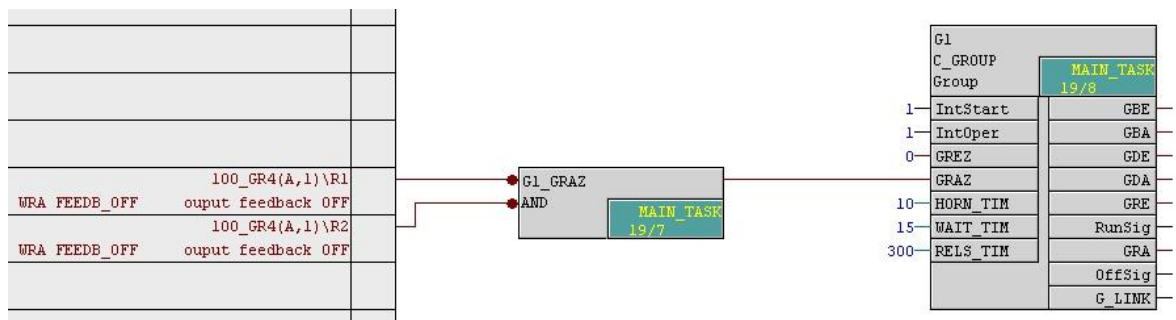 100_GR4(A,1)\R1
WRA FEEDB_OFF ouput feedback OFF
100_GR4(A,1)\R2
WRA FEEDB_OFF ouput feedback OFF
G1_GRAZ
AND
MAIN_TASK
19/7
G1
C_GROUP
Group
MAIN_TASK
19/8
1 IntStart GBE
1 IntOper GBA
0 GREZ GDE
GRAZ GDA
10 HORN_TIM GRE
15 WAIT_TIM RunSig
300 RELS_TIM GRA
OffSig
G_LINK